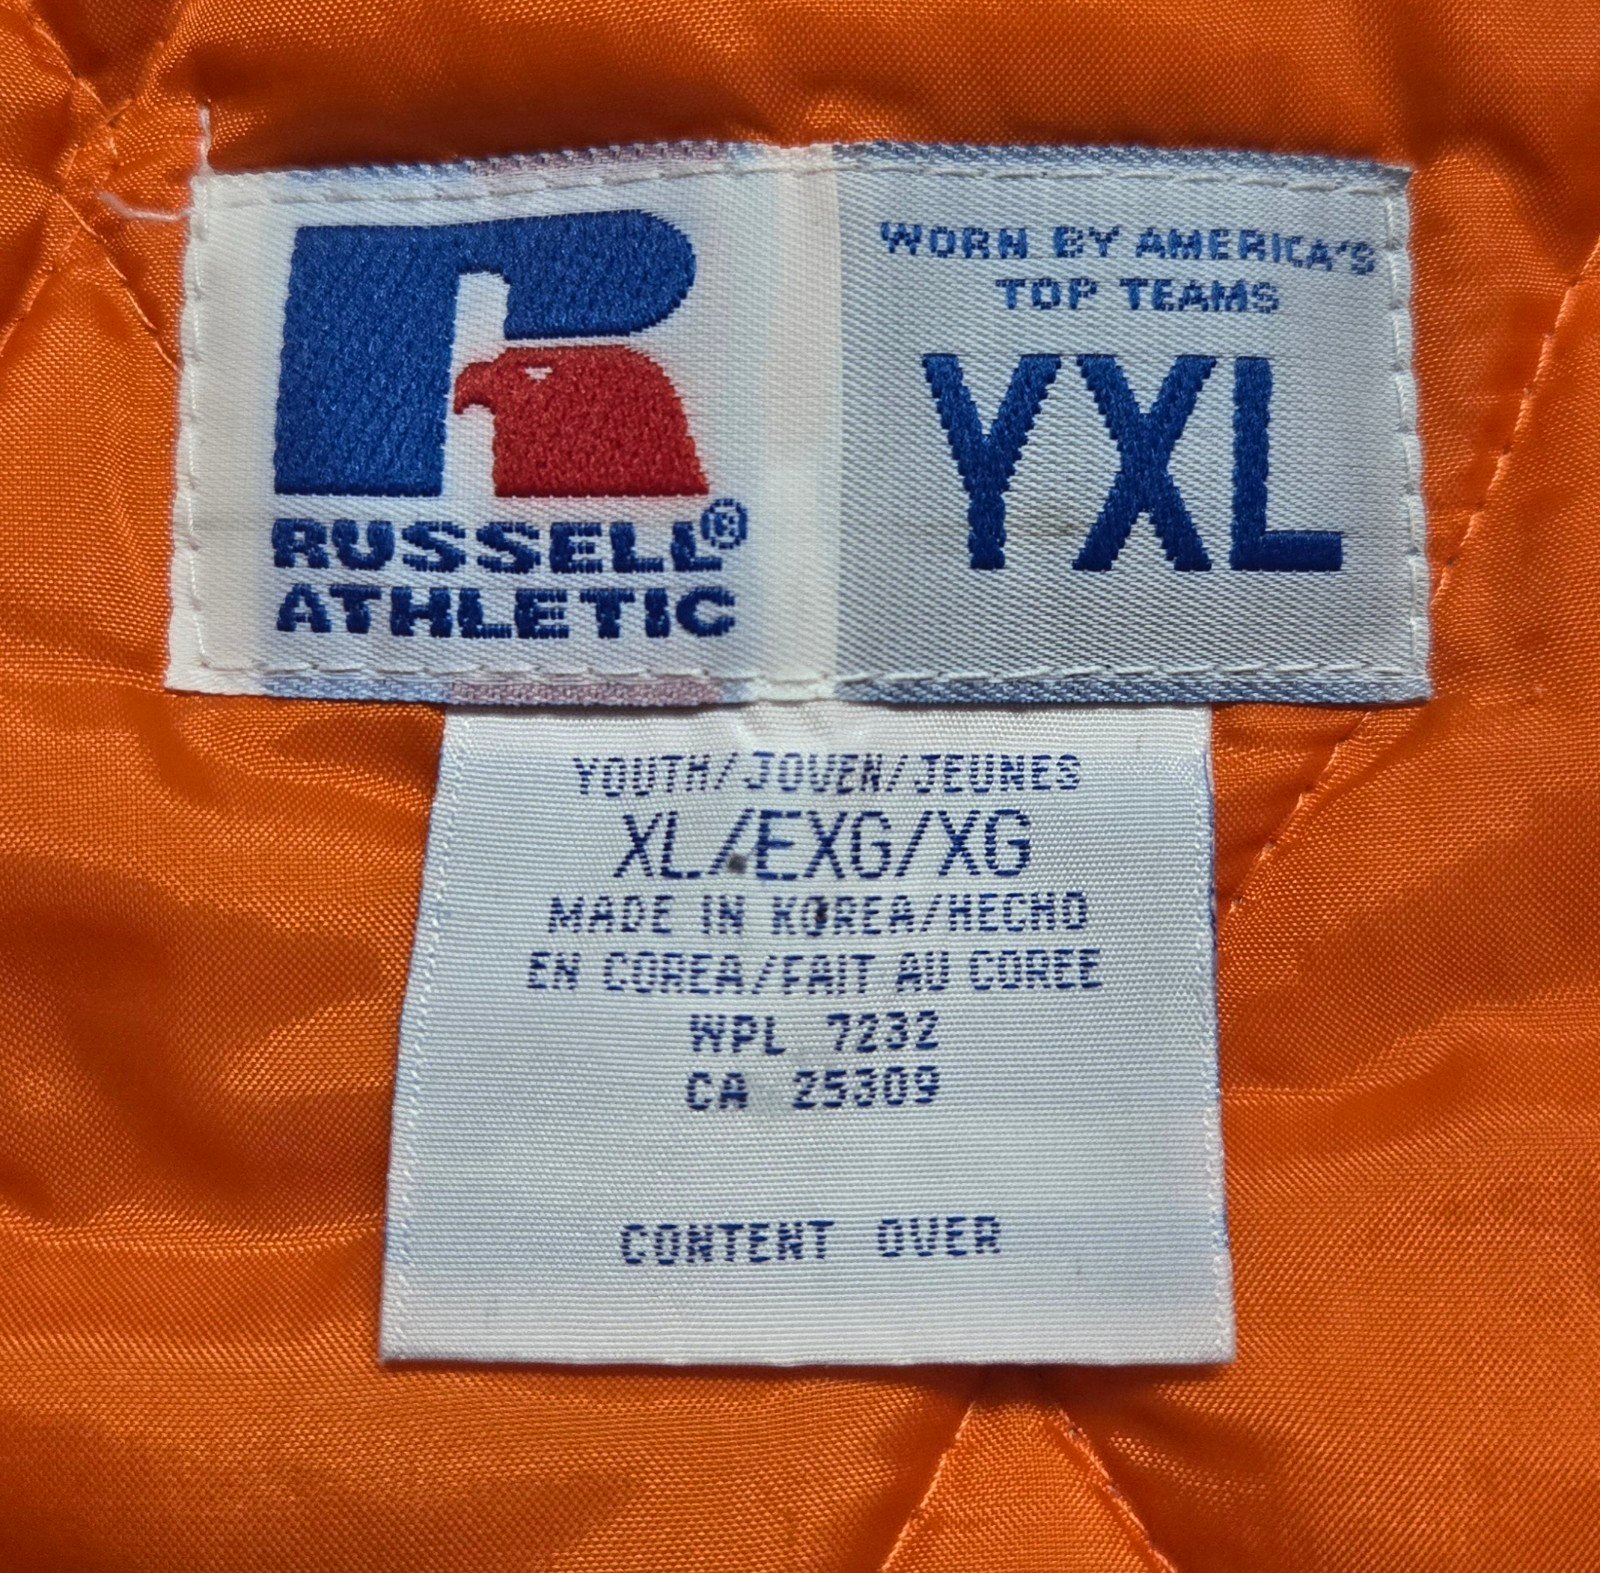 RUSSELL®
ATHLETIC
WORN BY AMERICA'S
TOP TEAMS
YXL
YOUTH/JOVEN/JEUNES
XL/EXG/XG
MADE IN KOREA/HECHO
EN COREA/FAIT AU COREE
WPL 7232
CA 25309
CONTENT OVER